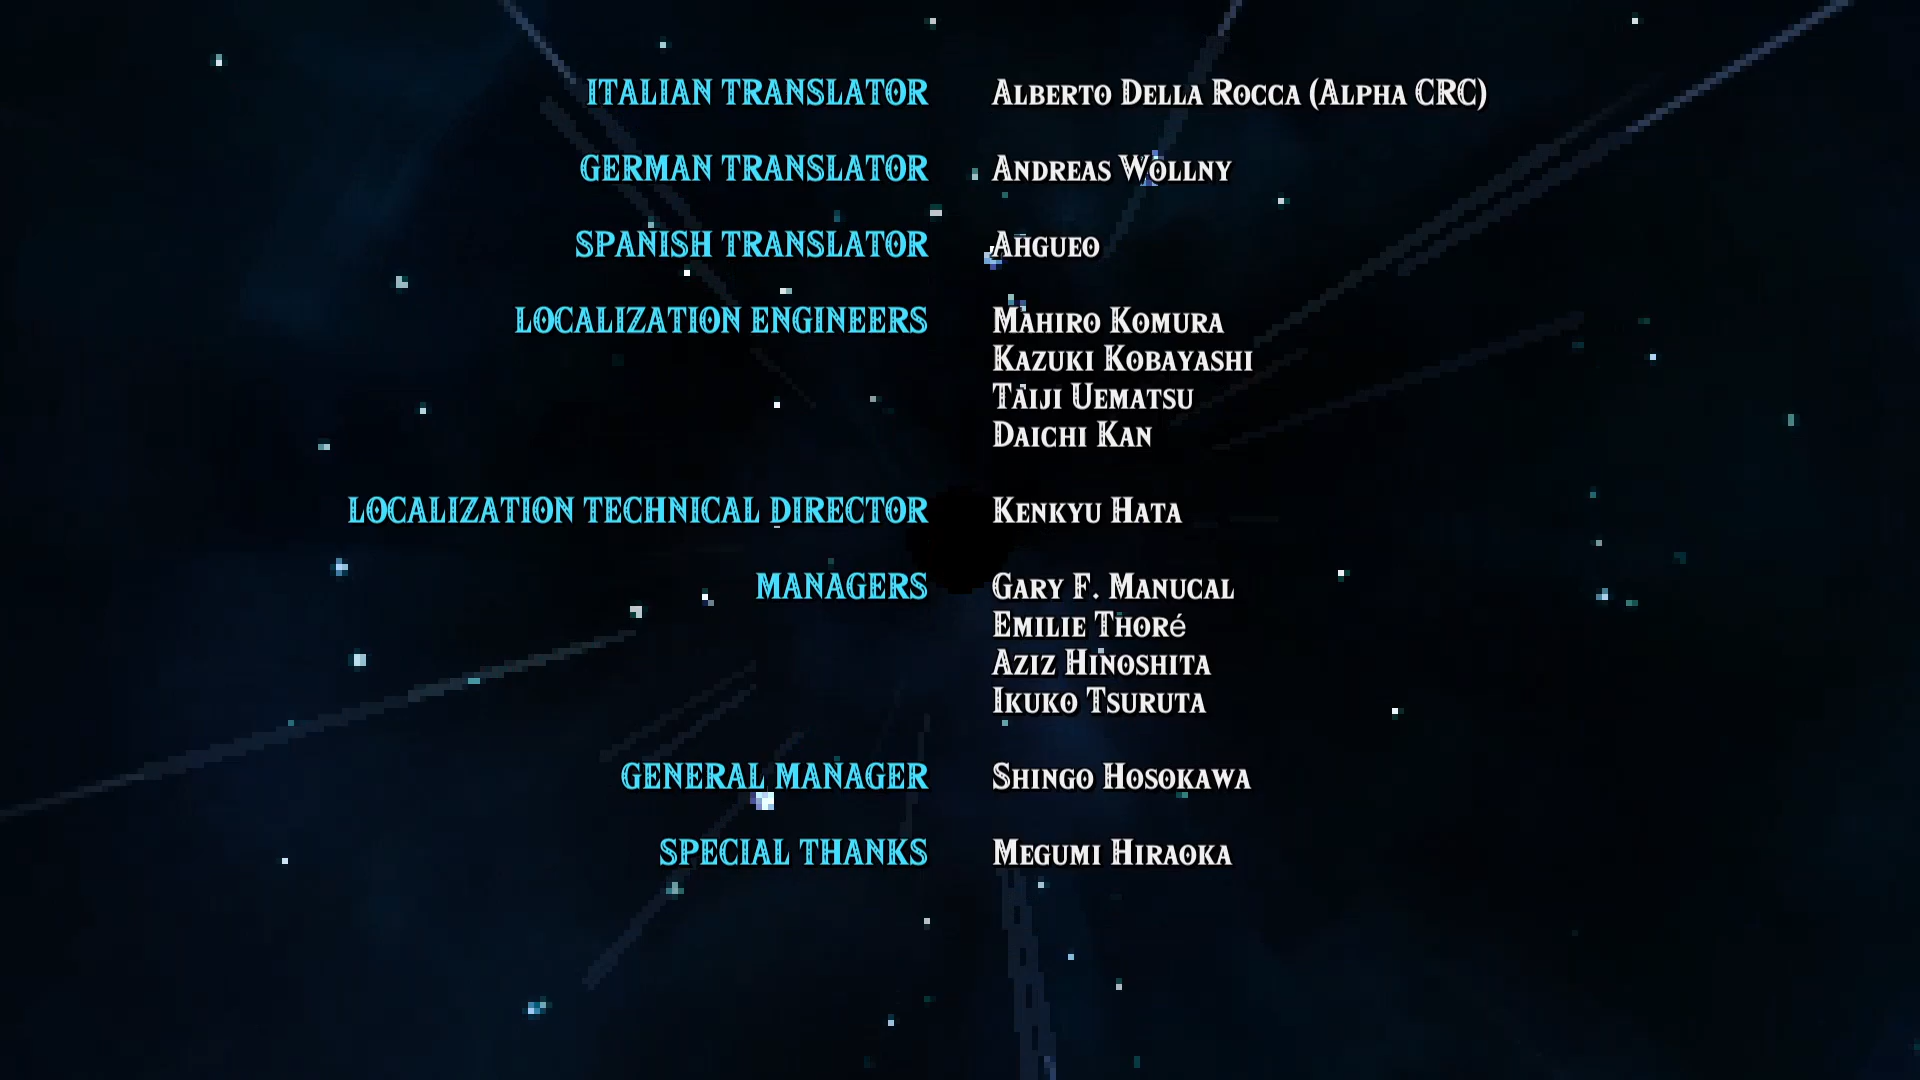 ITALIAN TRANSLATOR Alberto Della Rocca (Alpha CRC)
GERMAN TRANSLATOR Andreas Wollny
SPANISH TRANSLATOR Ahgueo
LOCALIZATION ENGINEERS Mahiro Komura
Kazuki Kobayashi
Taiji Uematsu
Daichi Kan
LOCALIZATION TECHNICAL DIRECTOR Kenkyu Hata
MANAGERS Gary F. Manucal
Emilie Thoré
Aziz Hinoshita
Ikuko Tsuruta
GENERAL MANAGER Shingo Hosokawa
SPECIAL THANKS Megumi Hiraoka